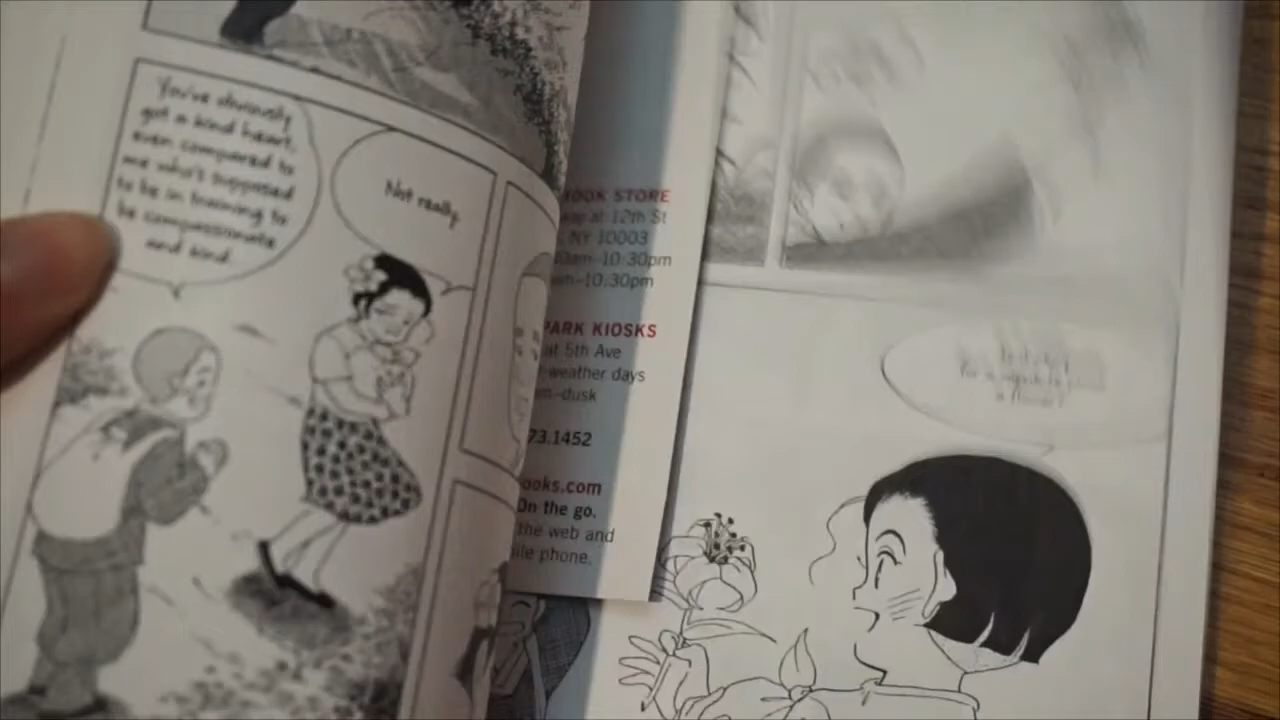 You've obviously
got a kind heart,
even compared to
me who's supposed
to be in training to
be compassionate
and kind.
Not really.
BOOK STORE
at 12th St
NY 10003
am-10:30pm
am-10:30pm
PARK KIOSKS
at 5th Ave
weather days
am-dusk
73.1452
ooks.com
On the go.
the web and
ile phone.
a flower?